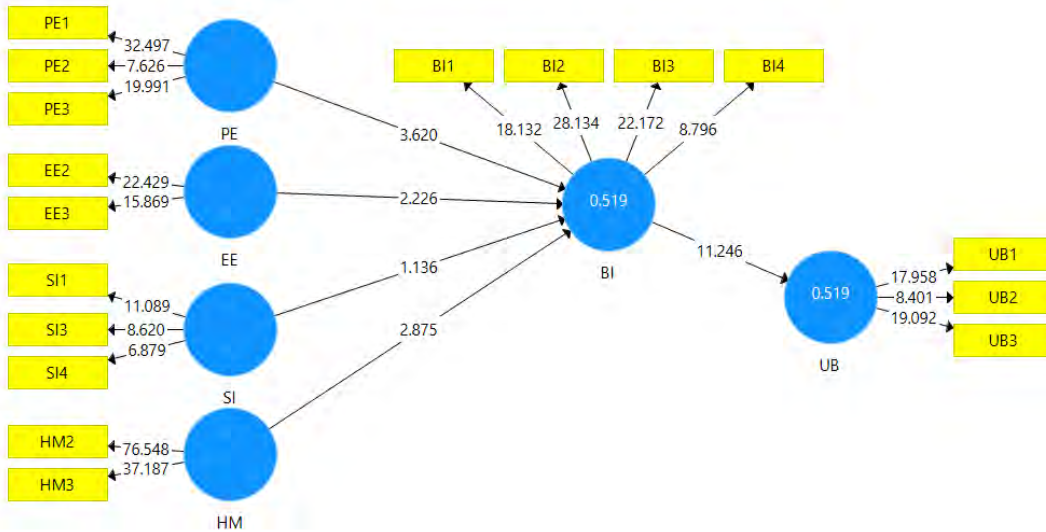 PE1
PE2
PE3
32.497
7.626
19.991
PE
EE2
EE3
22.429
15.869
EE
SI1
SI3
SI4
11.089
8.620
6.879
SI
HM2
HM3
76.548
37.187
HM
3.620
2.226
1.136
2.875
BI1
BI2
BI3
BI4
18.132
28.134
22.172
8.796
0.519
BI
11.246
0.519
UB
17.958
8.401
19.092
UB1
UB2
UB3